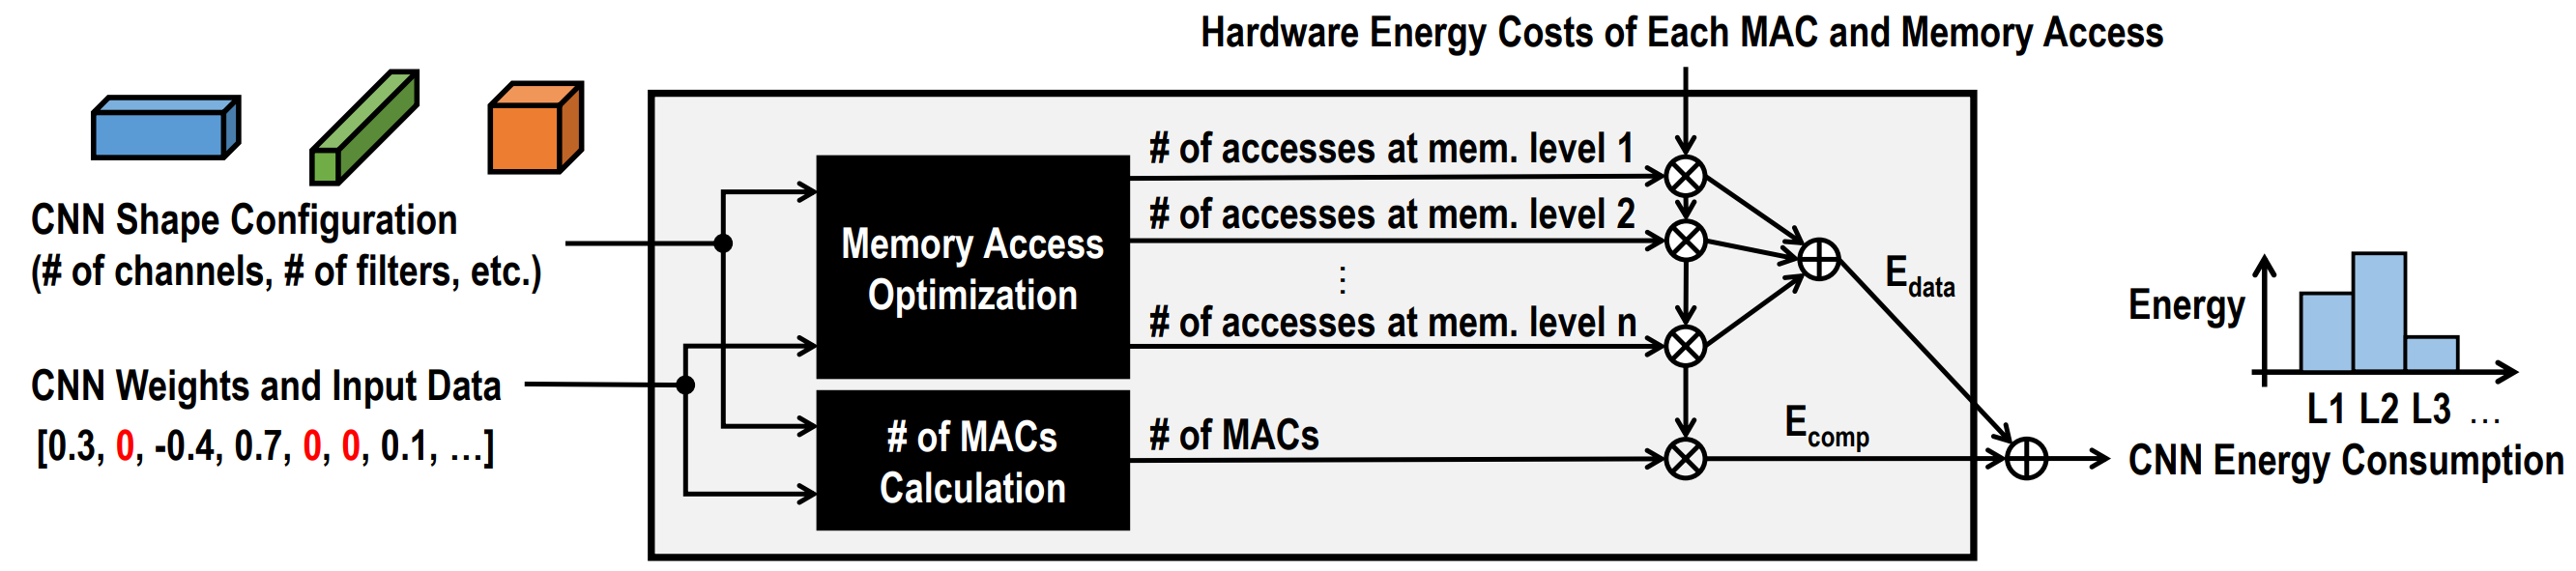 Hardware Energy Costs of Each MAC and Memory Access
CNN Shape Configuration
(# of channels, # of filters, etc.)
CNN Weights and Input Data
[0.3, 0, -0.4, 0.7, 0, 0, 0.1, …]
Memory Access
Optimization
# of MACs
Calculation
# of accesses at mem. level 1
# of accesses at mem. level 2
⋮
# of accesses at mem. level n
# of MACs
E_data
E_comp
Energy
L1 L2 L3 …
CNN Energy Consumption